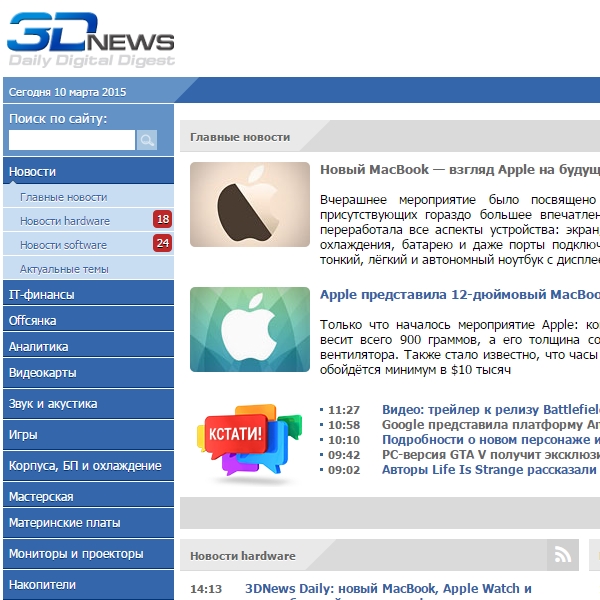 3DNEWS
Daily Digital Digest
Сегодня 10 марта 2015
Поиск по сайту:
Новости
Главные новости
Новости hardware 18
Новости software 24
Актуальные темы
IT-финансы
Offсянка
Аналитика
Видеокарты
Звук и акустика
Игры
Корпуса, БП и охлаждение
Мастерская
Материнские платы
Мониторы и проекторы
Накопители
Главные новости
Новый MacBook — взгляд Apple на будущ
Вчерашнее мероприятие было посвящено
присутствующих гораздо большее впечатлен
переработала все аспекты устройства: экран,
охлаждения, батарею и даже порты подключ
тонкий, лёгкий и автономный ноутбук с дисплее
Apple представила 12-дюймовый MacBoo
Только что началось мероприятие Apple: ко
весит всего 900 граммов, а его толщина со
вентилятора. Также стало известно, что часы
обойдётся минимум в $10 тысяч
КСТАТИ!
11:27 Видео: трейлер к релизу Battlefield
10:58 Google представила платформу An
10:10 Подробности о новом персонаже и
09:42 PC-версия GTA V получит эксклюзи
09:02 Авторы Life Is Strange рассказали
Новости hardware
14:13 3DNews Daily: новый MacBook, Apple Watch и